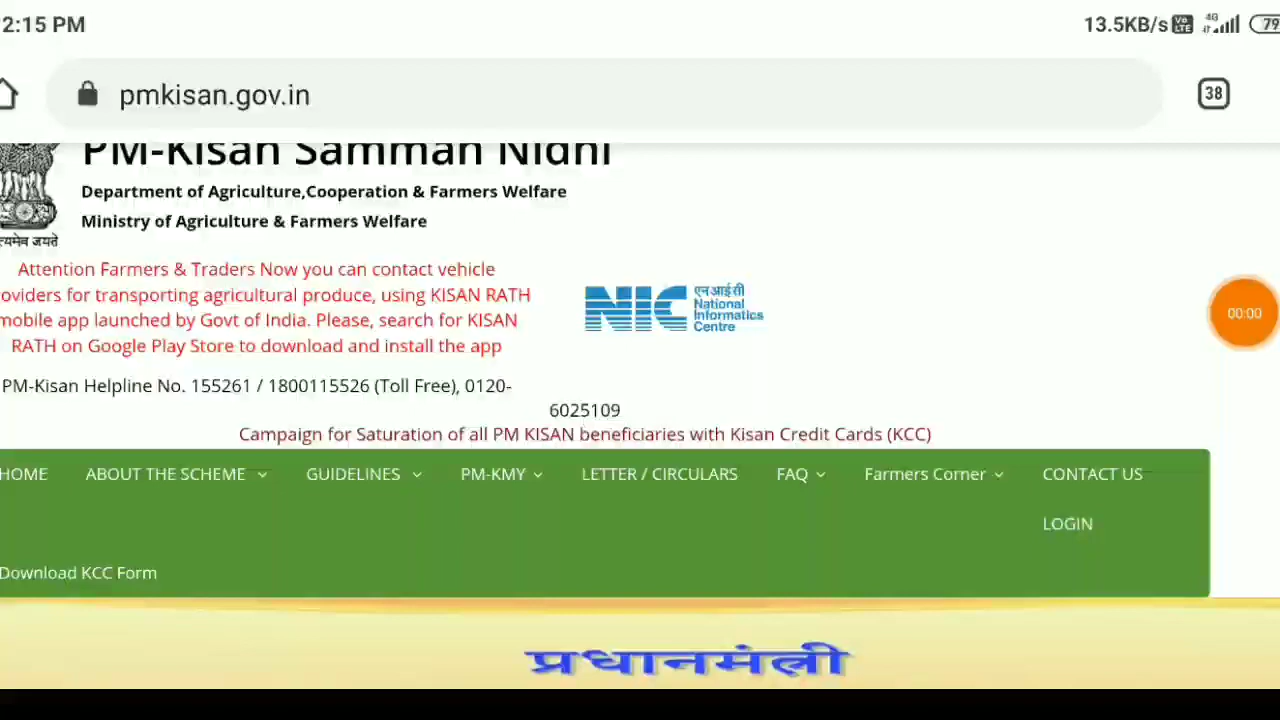 2:15 PM
13.5KB/s Vo LTE 4G 79
pmkisan.gov.in
38
PM-Kisan Samman Nidhi
Department of Agriculture,Cooperation & Farmers Welfare
Ministry of Agriculture & Farmers Welfare
Attention Farmers & Traders Now you can contact vehicle
oviders for transporting agricultural produce, using KISAN RATH
mobile app launched by Govt of India. Please, search for KISAN
RATH on Google Play Store to download and install the app
एनआईसी
NIC National
Informatics
Centre
00:00
PM-Kisan Helpline No. 155261 / 1800115526 (Toll Free), 0120-
6025109
Campaign for Saturation of all PM KISAN beneficiaries with Kisan Credit Cards (KCC)
HOME ABOUT THE SCHEME GUIDELINES PM-KMY LETTER / CIRCULARS FAQ Farmers Corner CONTACT US
LOGIN
Download KCC Form
प्रधानमंत्री